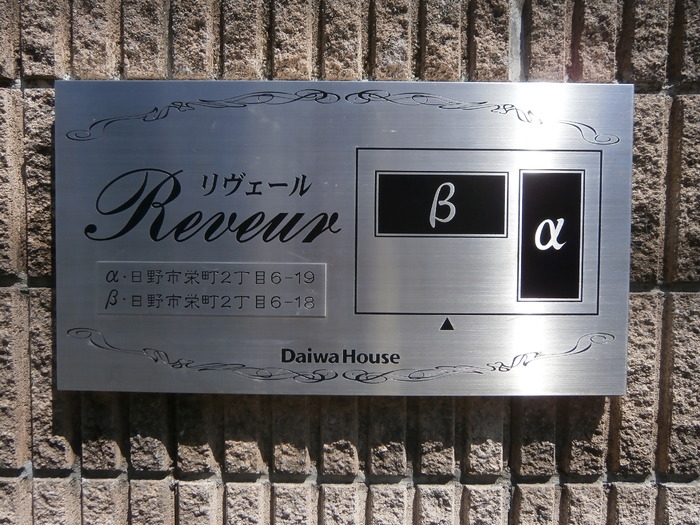 リヴェール
Reveur
α・日野市栄町2丁目6-19
β・日野市栄町2丁目6-18
β
α
▲
Daiwa House